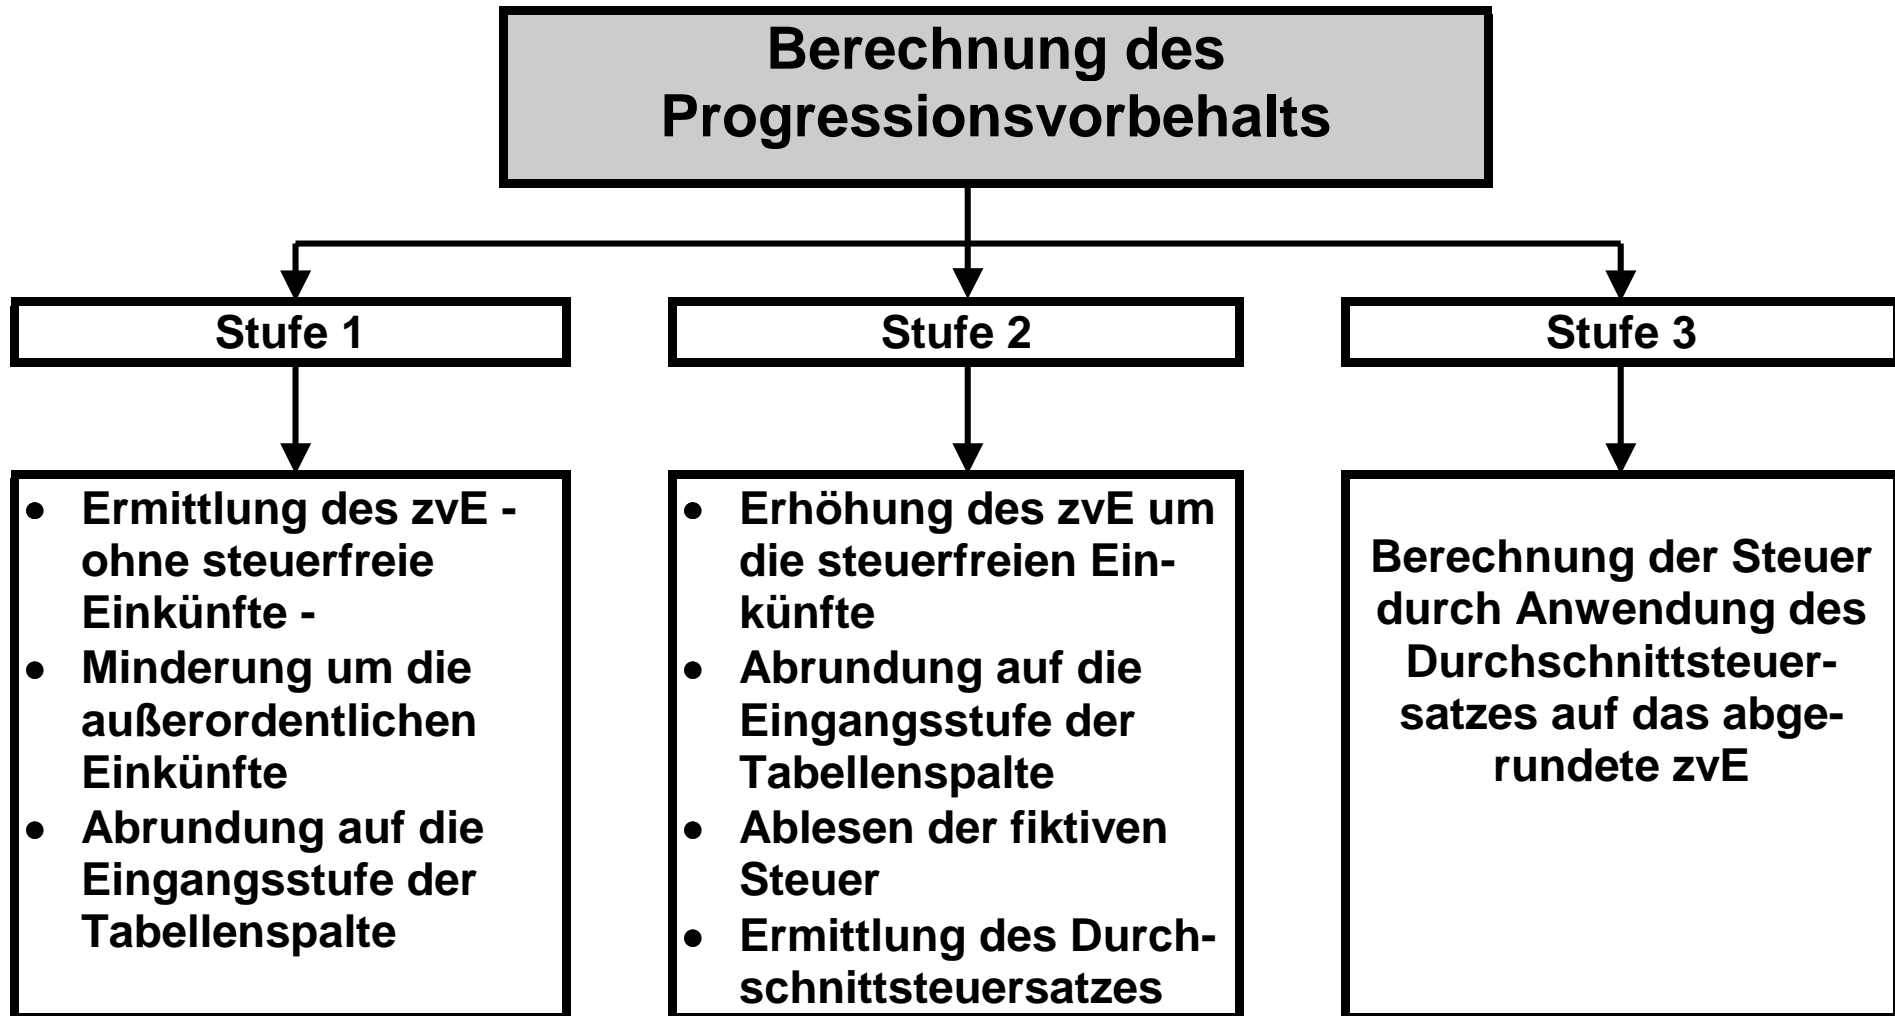 Berechnung des
Progressionsvorbehalts
Stufe 1
Stufe 2
Stufe 3
• Ermittlung des zvE -
ohne steuerfreie
Einkünfte -
• Minderung um die
außerordentlichen
Einkünfte
• Abrundung auf die
Eingangsstufe der
Tabellenspalte
• Erhöhung des zvE um
die steuerfreien Ein-
künfte
• Abrundung auf die
Eingangsstufe der
Tabellenspalte
• Ablesen der fiktiven
Steuer
• Ermittlung des Durch-
schnittsteuersatzes
Berechnung der Steuer
durch Anwendung des
Durchschnittsteuer-
satzes auf das abge-
rundete zvE